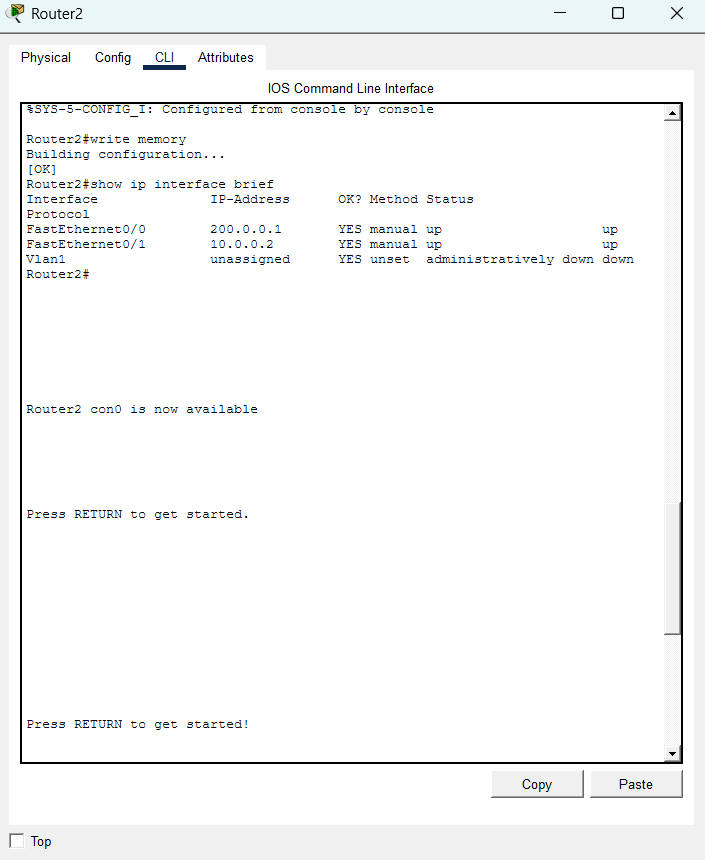 Router2
Physical Config CLI Attributes
IOS Command Line Interface
%SYS-5-CONFIG_I: Configured from console by console
Router2#write memory
Building configuration...
[OK]
Router2#show ip interface brief
Interface IP-Address OK? Method Status
Protocol
FastEthernet0/0 200.0.0.1 YES manual up up
FastEthernet0/1 10.0.0.2 YES manual up up
Vlan1 unassigned YES unset administratively down down
Router2#
Router2 con0 is now available
Press RETURN to get started.
Press RETURN to get started!
Copy Paste
Top